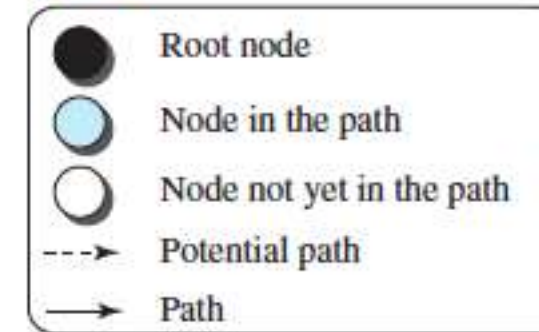 Root node
Node in the path
Node not yet in the path
Potential path
Path